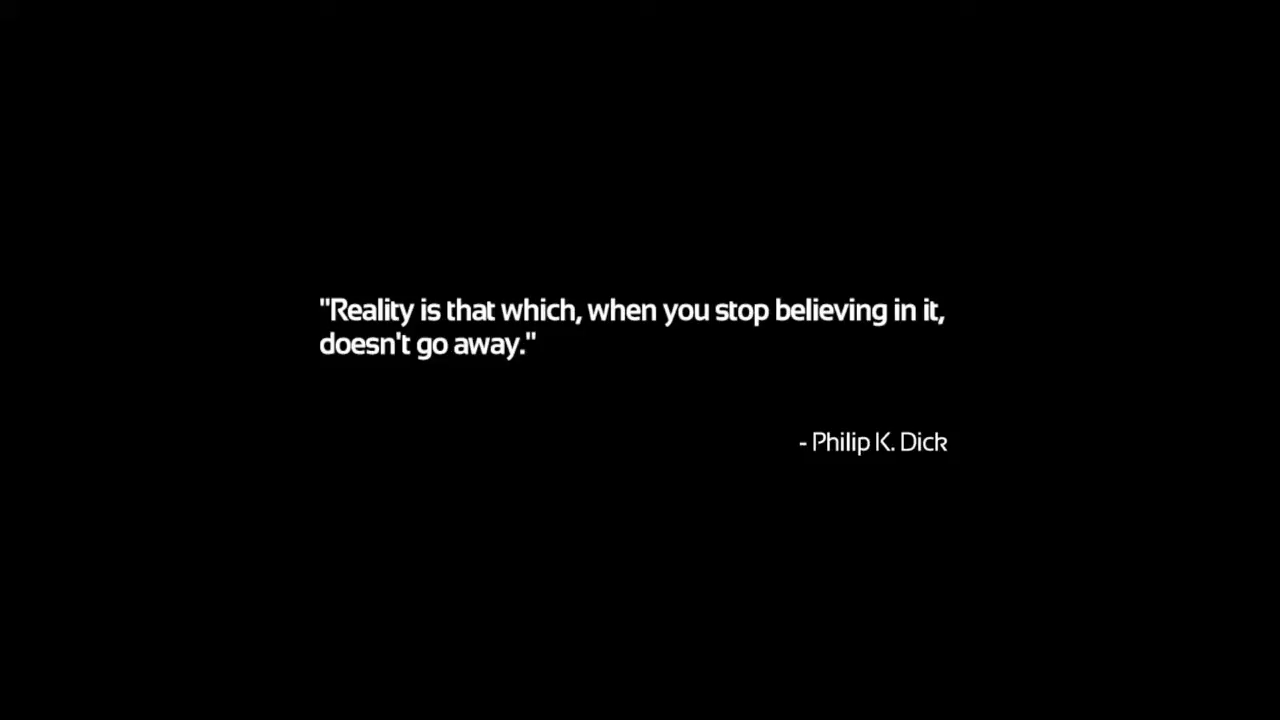 "Reality is that which, when you stop believing in it,
doesn't go away."
- Philip K. Dick